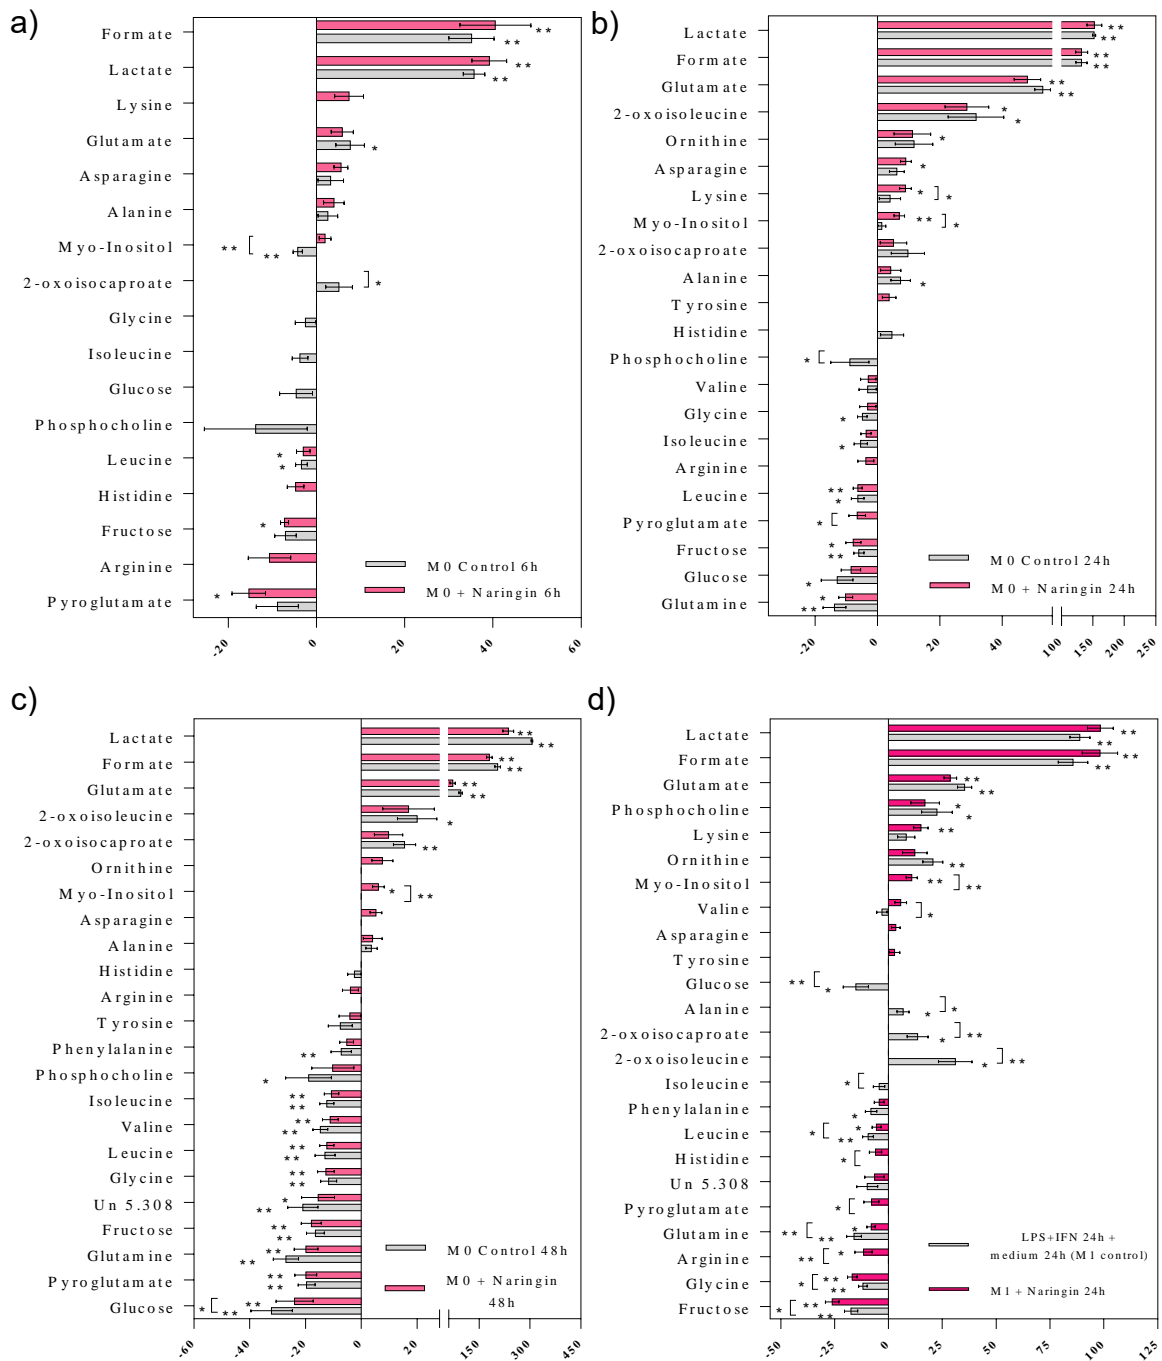 a)
Formate
**
**
Lactate
**
**
Lysine
Glutamate
*
Asparagine
Alanine
Myo-Inositol
**
**
2-oxoisocaproate
*
Glycine
Isoleucine
Glucose
Phosphocholine
Leucine
*
*
Histidine
Fructose
*
Arginine
Pyroglutamate
*
M0 Control 6h
M0 + Naringin 6h
-20
0
20
40
60
b)
Lactate
**
**
Formate
**
**
Glutamate
**
**
2-oxoisoleucine
*
*
Ornithine
*
Asparagine
*
Lysine
*
*
Myo-Inositol
**
*
2-oxoisocaproate
Alanine
*
Tyrosine
Histidine
Phosphocholine
*
Valine
Glycine
*
Isoleucine
*
Arginine
Leucine
**
*
Pyroglutamate
*
Fructose
*
**
Glucose
*
Glutamine
*
**
M0 Control 24h
M0 + Naringin 24h
-20
0
20
40
100
150
200
250
c)
Lactate
**
**
Formate
**
**
Glutamate
**
**
2-oxoisoleucine
*
2-oxoisocaproate
**
Ornithine
Myo-Inositol
*
**
Asparagine
Alanine
Histidine
Arginine
Tyrosine
Phenylalanine
**
Phosphocholine
*
Isoleucine
**
**
Valine
**
**
Leucine
**
**
Glycine
**
**
Un 5.308
*
**
Fructose
**
**
Glutamine
**
**
Pyroglutamate
**
**
Glucose
*
**
**
M0 Control 48h
M0 + Naringin
48h
-60
-40
-20
0
20
150
300
450
d)
Lactate
**
**
Formate
**
**
Glutamate
**
**
Phosphocholine
*
*
Lysine
**
Ornithine
**
Myo-Inositol
**
**
Valine
*
Asparagine
Tyrosine
Glucose
**
*
Alanine
*
*
2-oxoisocaproate
*
**
2-oxoisoleucine
*
**
Isoleucine
*
Phenylalanine
*
Leucine
*
*
**
Histidine
*
Un 5.308
Pyroglutamate
*
Glutamine
**
*
**
Arginine
**
*
Glycine
*
**
**
Fructose
*
**
**
LPS+IFN 24h +
medium 24h (M1 control)
M1 + Naringin 24h
-50
-25
0
25
50
75
100
125